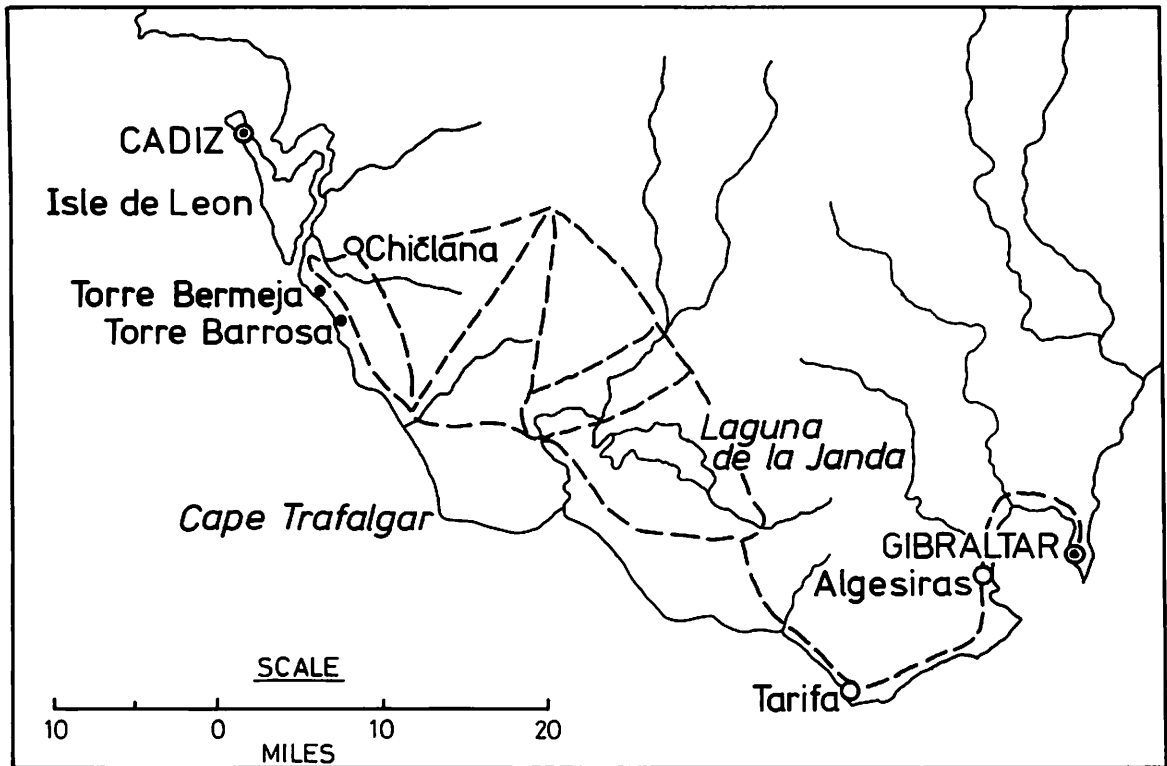 CADIZ
Isle de Leon
Chiclana
Torre Bermeja
Torre Barrosa
Laguna
de la Janda
Cape Trafalgar
GIBRALTAR
Algesiras
Tarifa
SCALE
10 0 10 20
MILES